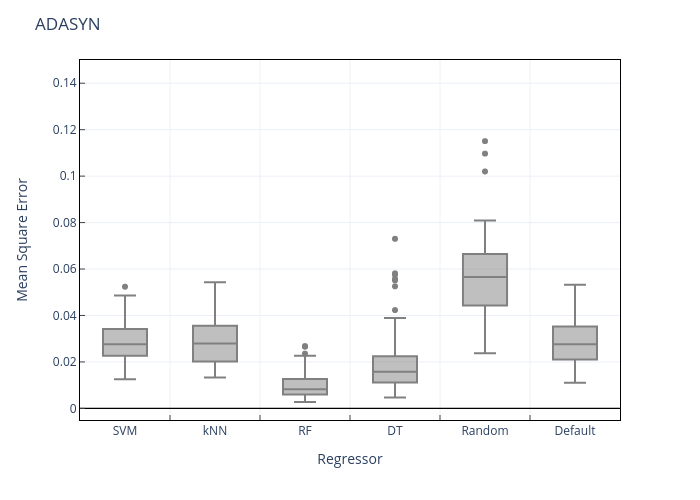 ADASYN
Mean Square Error
0.14
0.12
0.1
0.08
0.06
0.04
0.02
0
SVM kNN RF DT Random Default
Regressor